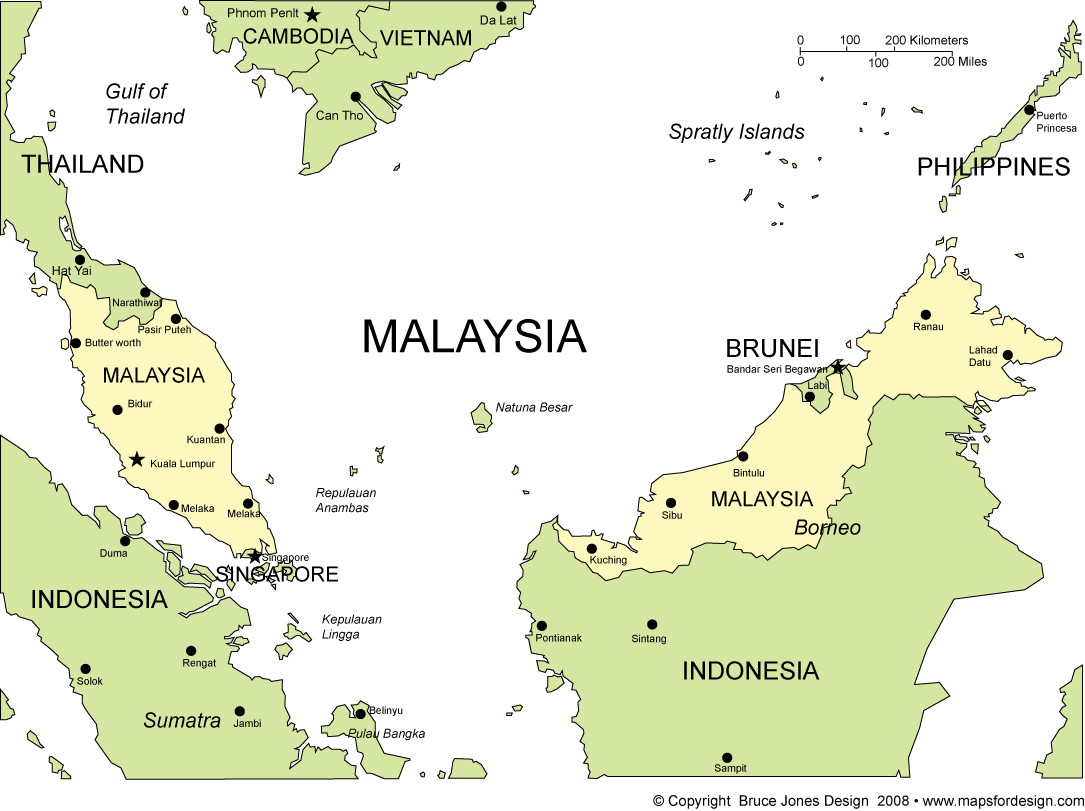 Phnom Penlt
CAMBODIA
VIETNAM
Da Lat
Can Tho
Gulf of
Thailand
0 100 200 Kilometers
0 100 200 Miles
Spratly Islands
Puerto
Princesa
PHILIPPINES
THAILAND
Hat Yai
Narathiwat
Pasir Puteh
Butter worth
MALAYSIA
MALAYSIA
Bidur
Kuantan
Kuala Lumpur
Melaka
Melaka
Natuna Besar
Repulauan
Anambas
BRUNEI
Bandar Seri Begawan
Labi
Ranau
Lahad
Datu
Bintulu
MALAYSIA
Sibu
Borneo
Kuching
Duma
Singapore
SINGAPORE
INDONESIA
Kepulauan
Lingga
Rengat
Solok
Sumatra
Jambi
Belinyu
Pulau Bangka
Pontianak
Sintang
INDONESIA
Sampit
© Copyright Bruce Jones Design 2008 • www.mapsfordesign.com